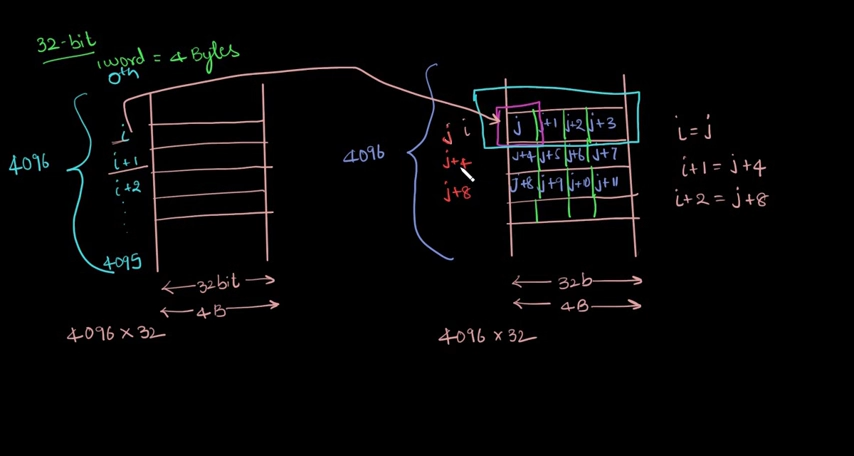 32-bit
1word = 4 Bytes
0th
4096
i
i+1
i+2
4095
32bit
4B
4096 x 32
4096
j i
j+4
j+8
j j+1 j+2 j+3
j+4 j+5 j+6 j+7
j+8 j+9 j+10 j+11
32b
4B
4096 x 32
i = j
i+1 = j+4
i+2 = j+8